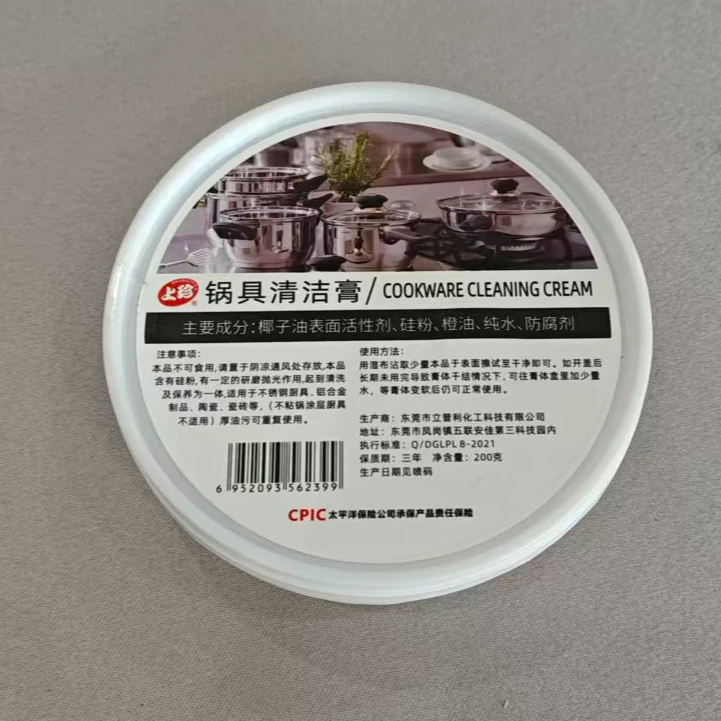 上珍 锅具清洁膏/ COOKWARE CLEANING CREAM
主要成分：椰子油表面活性剂、硅粉、橙油、纯水、防腐剂
注意事项：
本品不可食用，请置于阴凉通风处存放，本品
含有硅粉，有一定的研磨抛光作用，起到清洗
及保养为一体，适用于不锈钢厨具、铝合金
制品、陶瓷、瓷砖等，（不粘锅涂层厨具
不适用）厚油污可重复使用。
6 952093 562399
使用方法：
用湿布沾取少量本品于表面擦试至干净即可。如开盖后
长期未用完导致膏体干结情况下，可往膏体盒里加少量
水，等膏体变软后仍可正常使用。
生产商：东莞市立普利化工科技有限公司
地址：东莞市凤岗镇五联安佳第三科技园内
执行标准：Q/DGLPL 8-2021
保质期：三年 净含量：200克
生产日期见喷码
CPIC 太平洋保险公司承保产品责任保险